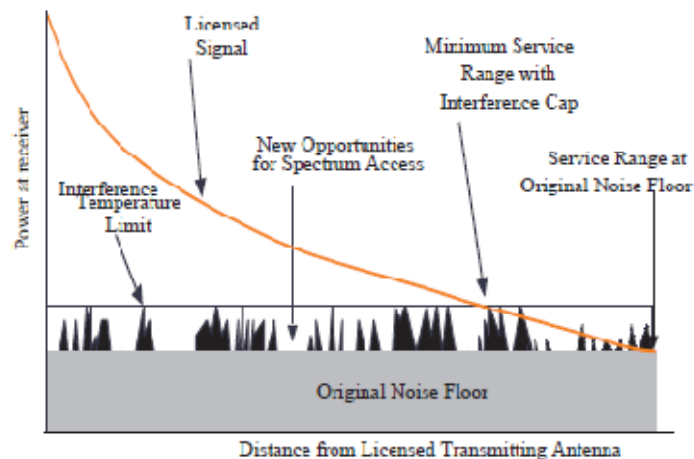 Licensed
Signal
Minimum Service
Range with
Interference Cap
New Opportunities
for Spectrum Access
Service Range at
Original Noise Floor
Interference
Temperature
Limit
Power at receiver
Original Noise Floor
Distance from Licensed Transmitting Antenna